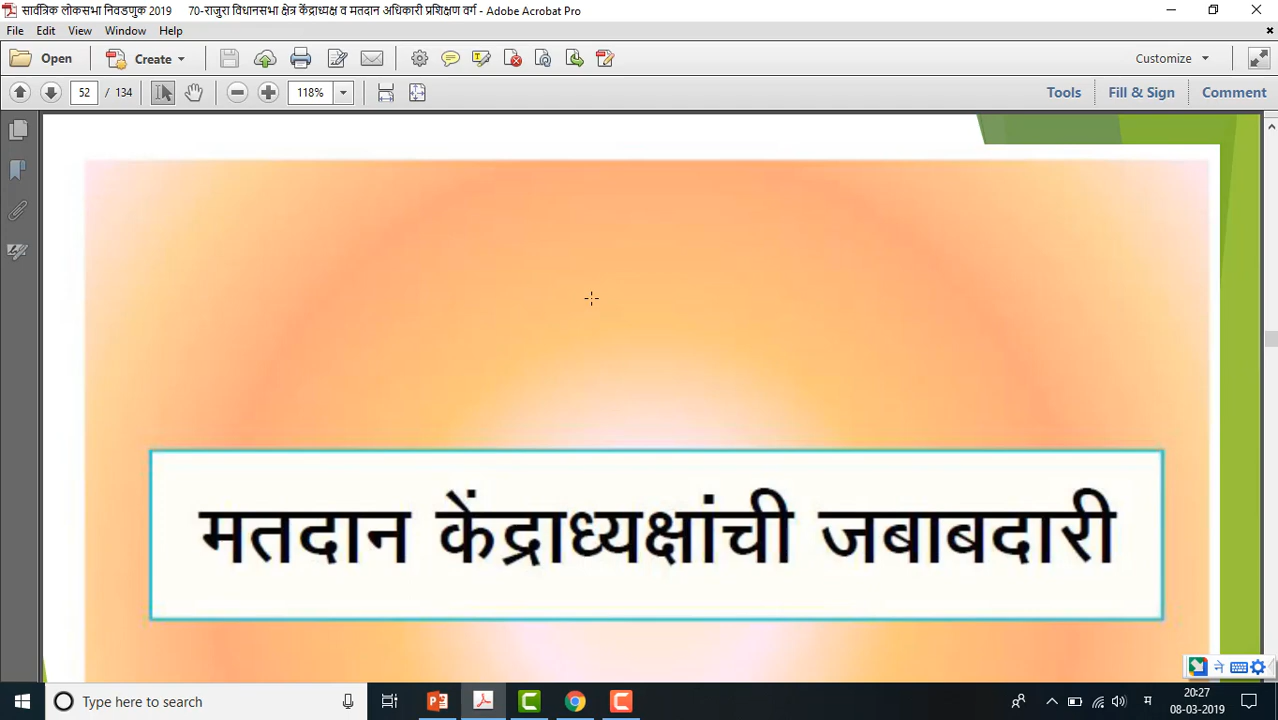 सार्वत्रिक लोकसभा निवडणुक 2019 70-राजुरा विधानसभा क्षेत्र केंद्राध्यक्ष व मतदान अधिकारी प्रशिक्षण वर्ग - Adobe Acrobat Pro
File Edit View Window Help
Open Create Customize
52 / 134 118% Tools Fill & Sign Comment
मतदान केंद्राध्यक्षांची जबाबदारी
ने
Type here to search म 20:27
08-03-2019